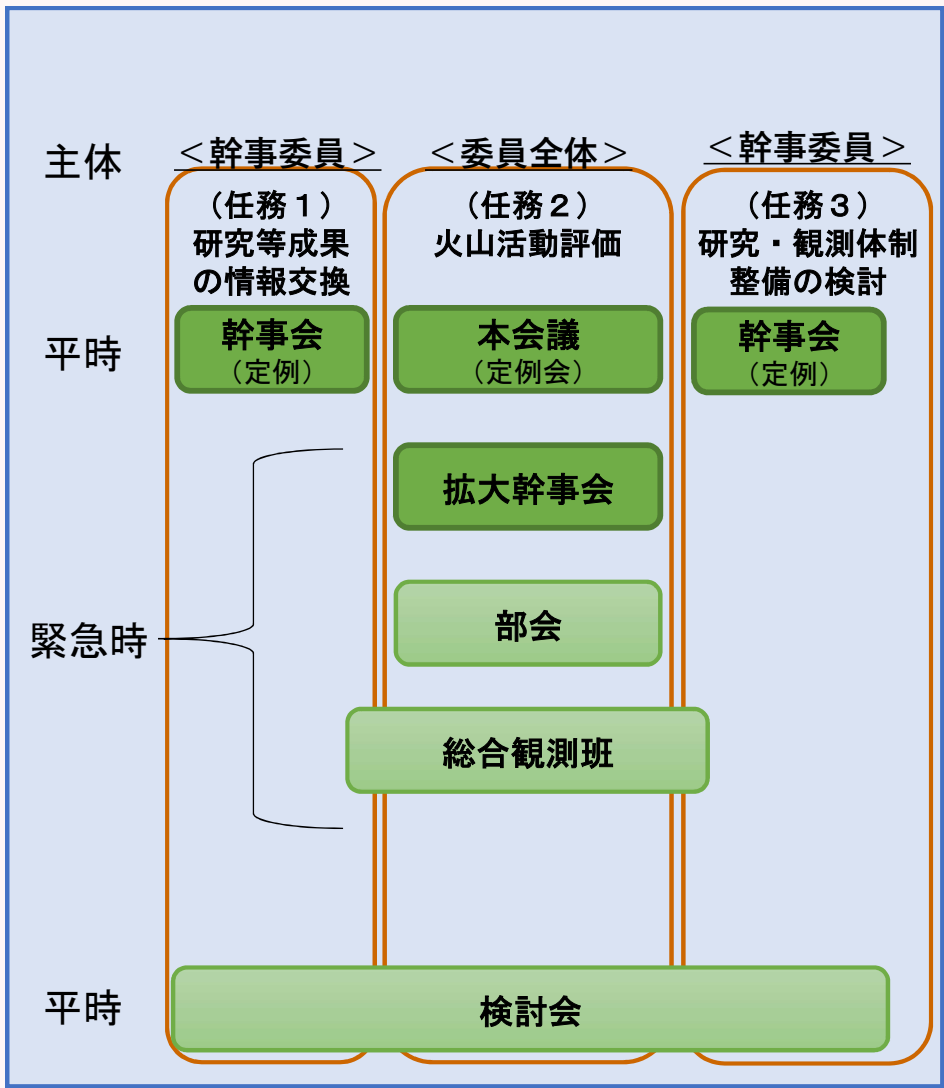 主体
＜幹事委員＞
＜委員全体＞
＜幹事委員＞
（任務１）
研究等成果
の情報交換
（任務２）
火山活動評価
（任務３）
研究・観測体制
整備の検討
平時
幹事会
（定例）
本会議
（定例会）
幹事会
（定例）
緊急時
拡大幹事会
部会
総合観測班
平時
検討会